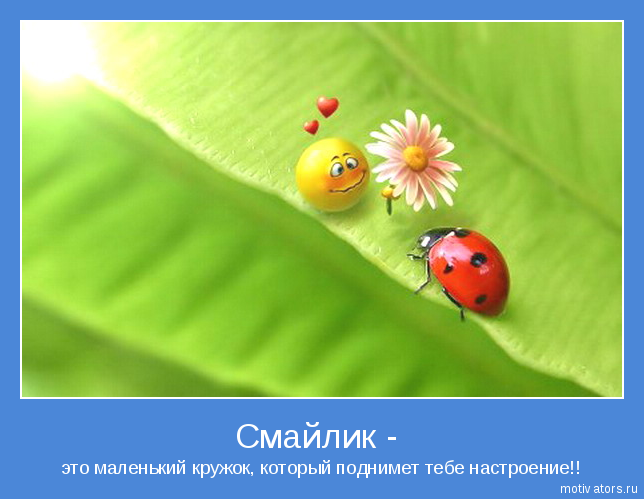 Смайлик -
это маленький кружок, который поднимет тебе настроение!!
motivators.ru